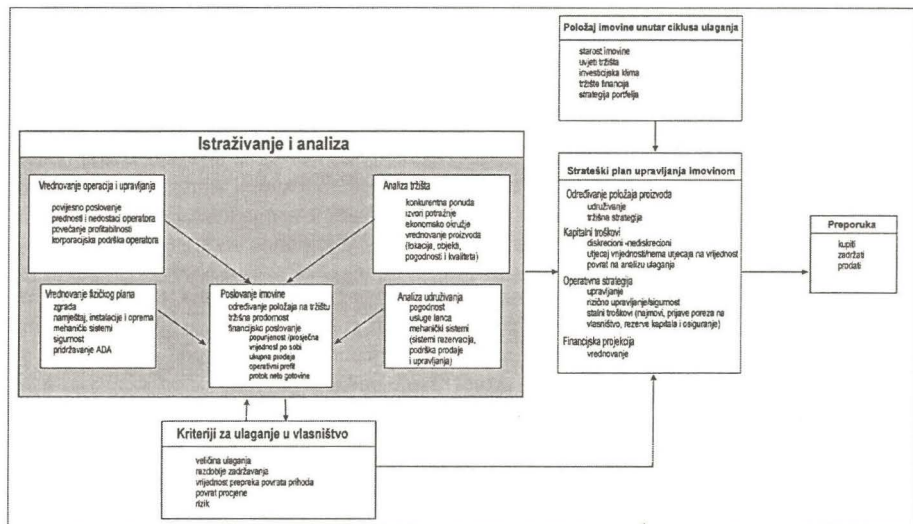 Položaj imovine unutar ciklusa ulaganja
starost imovine
uvjeti tržišta
investicijska klima
tržište financija
strategija portfelja
Istraživanje i analiza
Vrednovanje operacija i upravljanja
povijesno poslovanje
prednosti i nedostaci operatora
povećanje profitabilnosti
korporacijska podrška operatora
Analiza tržišta
konkurentna ponuda
izvori potražnje
ekonomsko okružje
vrednovanje proizvoda
(lokacija, objekti,
pogodnosti i kvaliteta)
Vrednovanje fizičkog plana
zgrada
namještaj, instalacije i oprema
mehanički sistemi
sigurnost
pridržavanje ADA
Poslovanje imovine
određivanje položaja na tržištu
tržišna prodornost
financijsko poslovanje
popunjenost /prosječna
vrijednost po sobi
ukupna prodaja
operativni profit
protok neto gotovine
Analiza udruživanja
pogodnost
usluge lanca
mehanički sistemi
(sistemi rezervacija,
podrška prodaje
i upravljanja)
Strateški plan upravljanja imovinom
Određivanje položaja proizvoda
udruživanje
tržišna strategija
Kapitalni troškovi
diskrecioni -nediskrecioni
utjecaj vrijednosti/nema utjecaja na vrijednost
povrat na analizu ulaganja
Operativna strategija
upravljanje
rizično upravljanje/sigurnost
stalni troškovi (najmovi, prijave poreza na
vlasništvo, rezerve kapitala i osiguranje)
Financijska projekcija
vrednovanje
Preporuka
kupiti
zadržati
prodati
Kriteriji za ulaganje u vlasništvo
veličina ulaganja
razdoblje zadržavanja
vrijednost prepreka povrata prihoda
povrat procjene
rizik